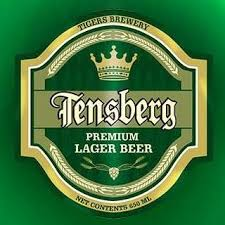 TIGERS BREWERY
Tensberg
PREMIUM
LAGER BEER
NET CONTENTS 650 ML